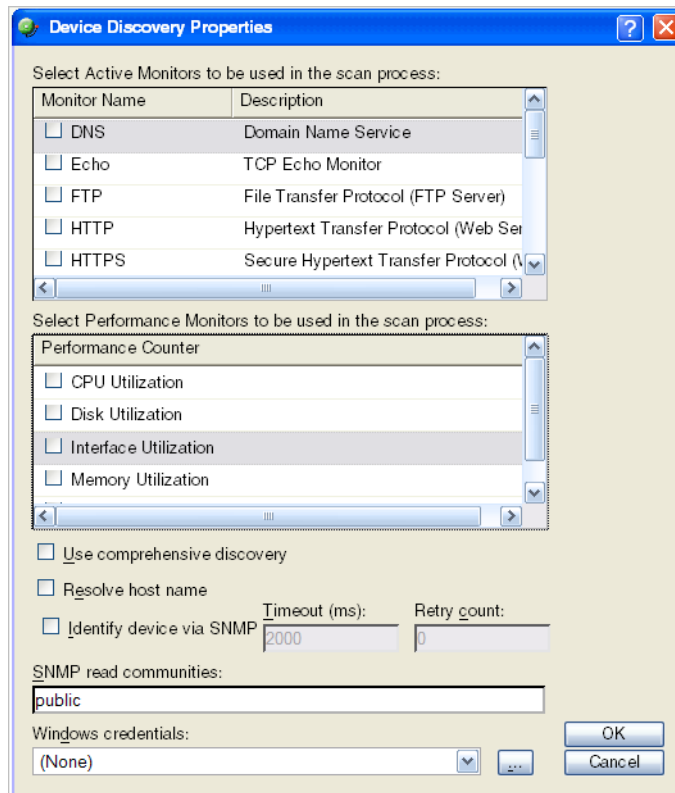 Device Discovery Properties
Select Active Monitors to be used in the scan process:
Monitor Name Description
DNS Domain Name Service
Echo TCP Echo Monitor
FTP File Transfer Protocol (FTP Server)
HTTP Hypertext Transfer Protocol (Web Ser
HTTPS Secure Hypertext Transfer Protocol (
Select Performance Monitors to be used in the scan process:
Performance Counter
CPU Utilization
Disk Utilization
Interface Utilization
Memory Utilization
Use comprehensive discovery
Resolve host name
Timeout (ms): Retry count:
Identify device via SNMP 2000 0
SNMP read communities:
public
Windows credentials:
OK
(None) ... Cancel